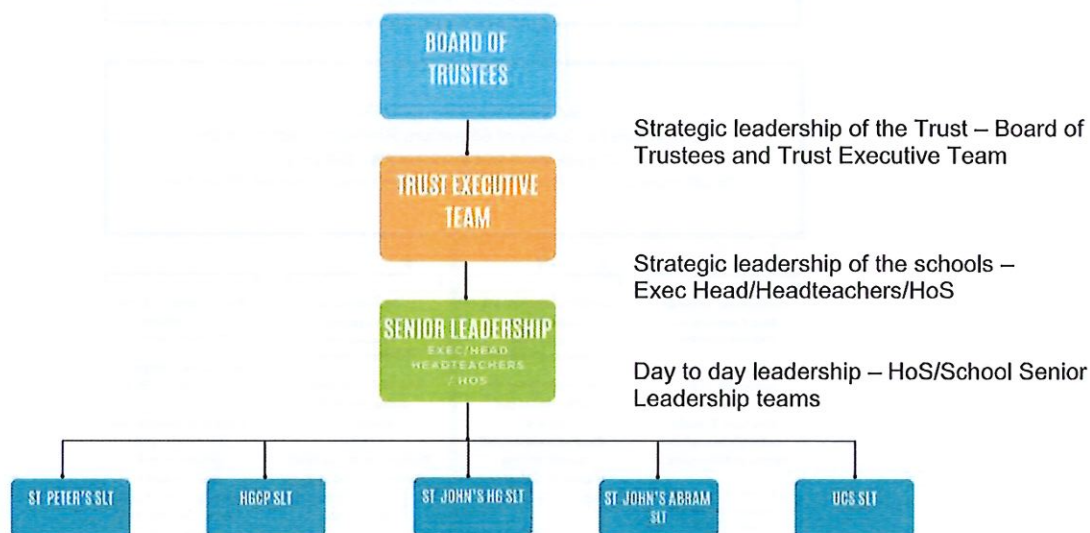 BOARD OF
TRUSTEES
Strategic leadership of the Trust – Board of
Trustees and Trust Executive Team
TRUST EXECUTIVE
TEAM
Strategic leadership of the schools –
Exec Head/Headteachers/HoS
SENIOR LEADERSHIP
EXEC/HEAD
HEADTEACHERS
/ HOS
Day to day leadership – HoS/School Senior
Leadership teams
ST PETER'S SLT
HGCP SLT
ST JOHN'S HG SLT
ST JOHN'S ABRAM
SLT
UCS SLT